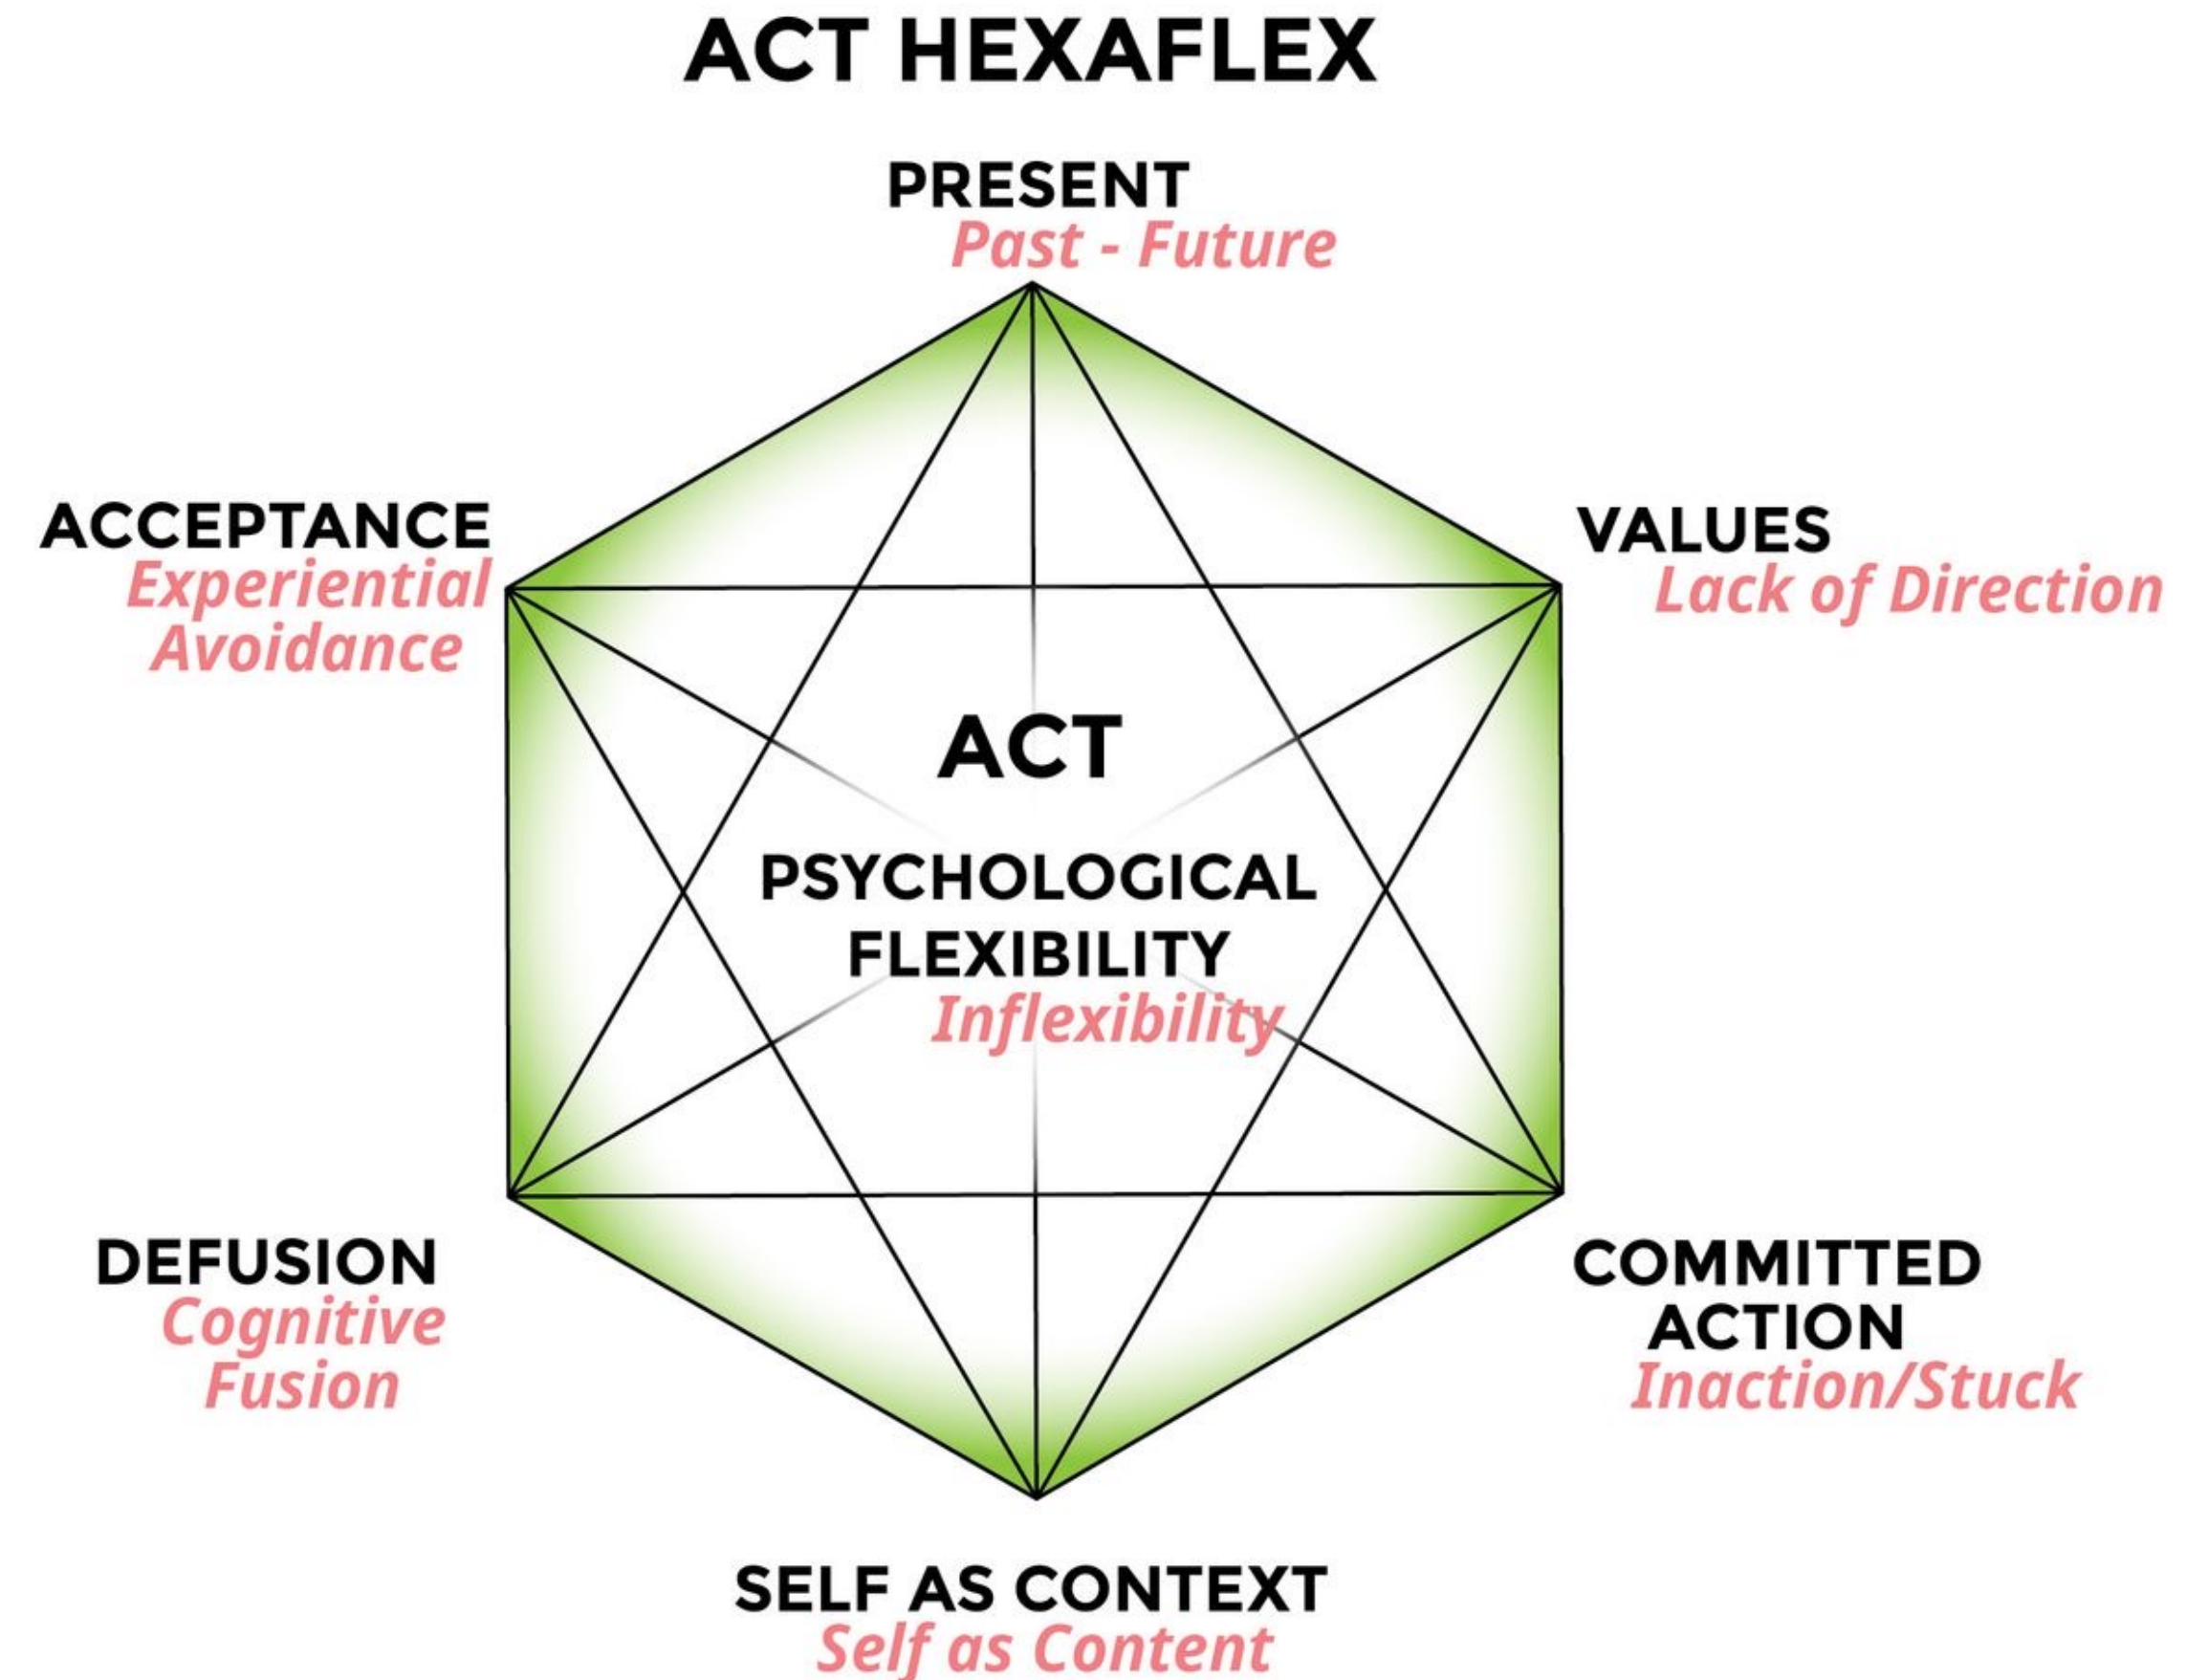 ACT HEXAFLEX
PRESENT
Past - Future
ACCEPTANCE
Experiential
Avoidance
VALUES
Lack of Direction
ACT
PSYCHOLOGICAL
FLEXIBILITY
Inflexibility
DEFUSION
Cognitive
Fusion
COMMITTED
ACTION
Inaction/Stuck
SELF AS CONTEXT
Self as Content